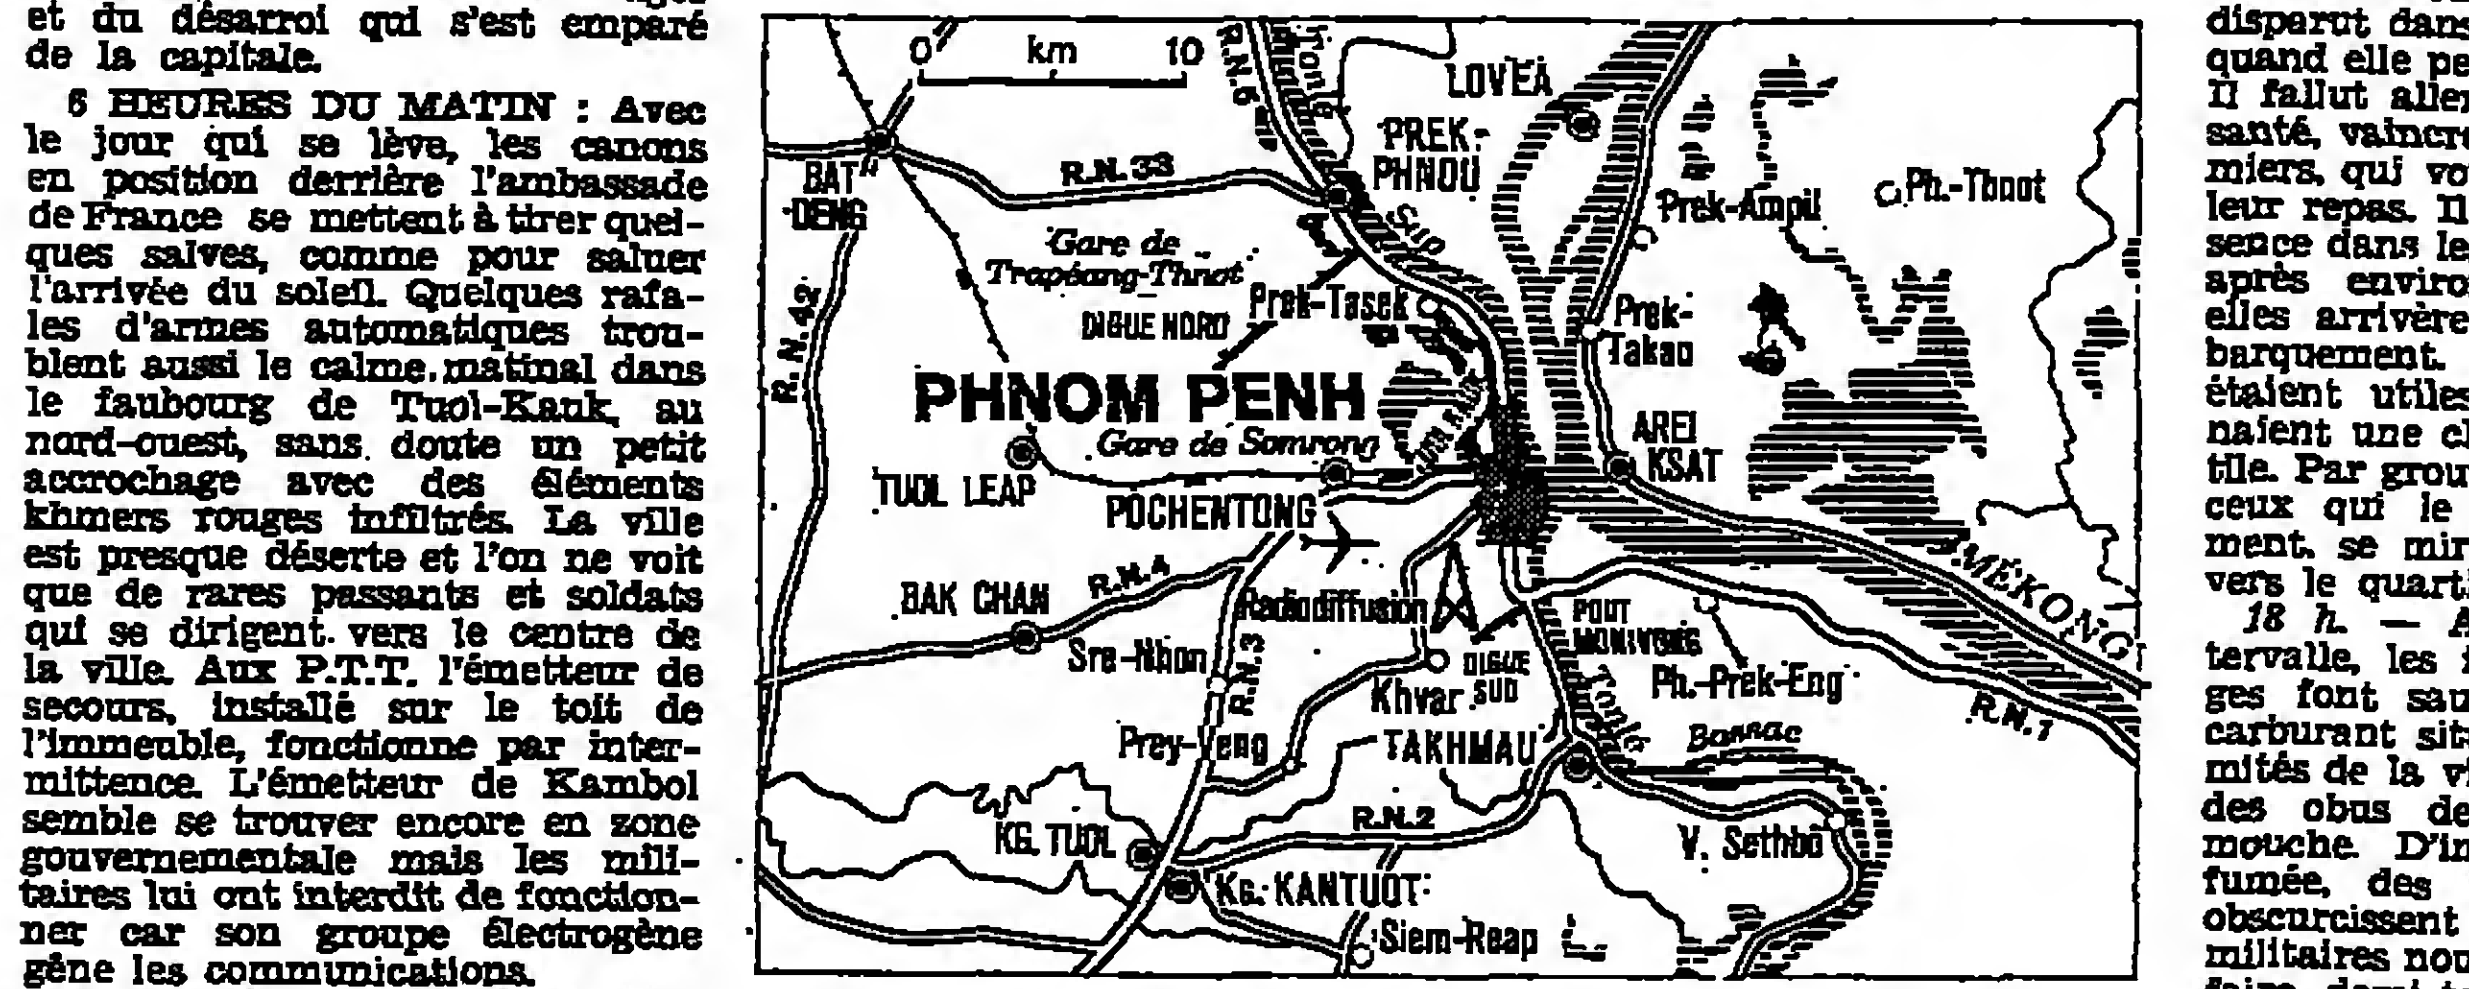 et du désarroi qui s'est emparé
de la capitale.
6 HEURES DU MATIN : Avec
le jour qui se lève, les canons
en position derrière l'ambassade
de France se mettent à tirer quel-
ques salves, comme pour saluer
l'arrivée du soleil. Quelques rafa-
les d'armes automatiques trou-
blent aussi le calme matinal dans
le faubourg de Tuol-Kauk, au
nord-ouest, sans doute un petit
accrochage avec des éléments
khmers rouges infiltrés. La ville
est presque déserte et l'on ne voit
que de rares passants et soldats
qui se dirigent vers le centre de
la ville. Aux P.T.T. l'émetteur de
secours, installé sur le toit de
l'immeuble, fonctionne par inter-
mittence. L'émetteur de Kambol
semble se trouver encore en zone
gouvernementale mais les mili-
taires lui ont interdit de fonction-
ner car son groupe électrogène
gêne les communications.
0 km 10
R.N.5
LOVEA
PREK-
PHNOU
BAT
DENG
R.N.38
Prek-Ampil
Ph.-Tbnot
Gare de
Trapéang-Thnot
Sap
R.N.42
DIGUE NORD
Prek-Tasek
Prek-
Takao
PHNOM PENH
Gare de Somrong
AREI
KSAT
TUOL LEAP
POCHENTONG
MÉKONG
BAK CHAN
R.N.4
Radiodiffusion
PONT
MONIVONG
Sre-Nhon
R.N.3
Khvar
DIGUE
SUD
Ph.-Prek-Eng
R.N.1
Tonlé
Bassac
Prey-Veng
TAKHMAU
R.N.2
KG. TUOL
V. Sethbô
KG. KANTUOT
Siem-Reap
disparut dans
quand elle pe
Il fallut aller
santé, vaincre
miers, qui vo
leur repas. Il
sence dans le
après enviro
elles arrivère
barquement.
étaient utiles
naient une cl
tile. Par grou
ceux qui le
ment, se mir
vers le quarti
18 h. — A
tervalle, les
ges font sau
carburant sit
mités de la v
des obus de
mouche. D'in
fumée, des
obscurcissent
militaires nou